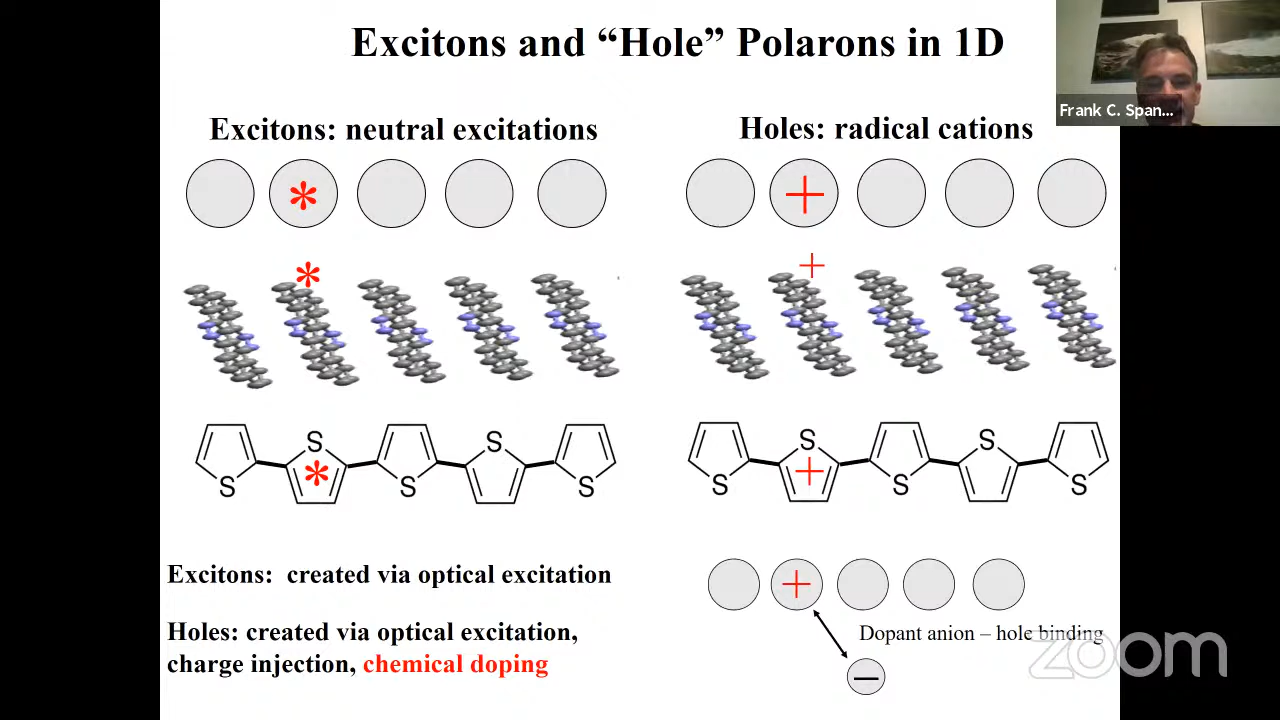 Excitons and “Hole” Polarons in 1D
Frank C. Span...
Excitons: neutral excitations
Holes: radical cations
*
+
*
+
S
S
S
S
S
*
S
S
S
S
S
+
Excitons:  created via optical excitation
Holes: created via optical excitation,
charge injection, chemical doping
+
Dopant anion – hole binding
−
zoom